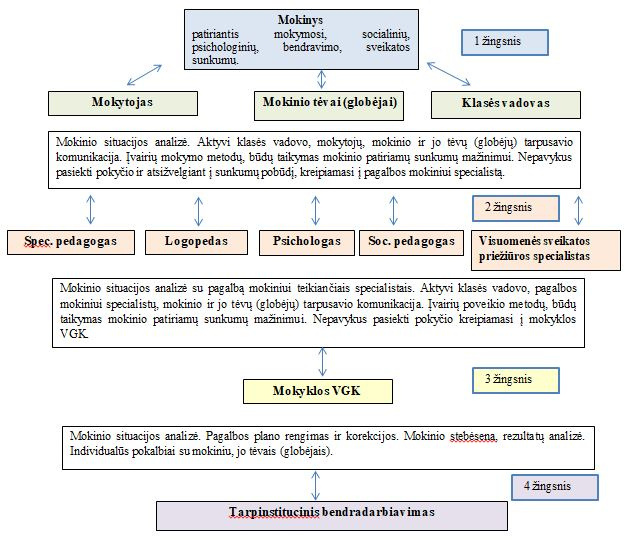 Mokinys
patiriantis mokymosi, socialinių,
psichologinių, bendravimo, sveikatos
sunkumų.
1 žingsnis
Mokytojas
Mokinio tėvai (globėjai)
Klasės vadovas
Mokinio situacijos analizė. Aktyvi klasės vadovo, mokytojų, mokinio ir jo tėvų (globėjų) tarpusavio
komunikacija. Įvairių mokymo metodų, būdų taikymas mokinio patiriamų sunkumų mažinimui. Nepavykus
pasiekti pokyčio ir atsižvelgiant į sunkumų pobūdį, kreipiamasi į pagalbos mokiniui specialistą.
2 žingsnis
Spec. pedagogas
Logopedas
Psichologas
Soc. pedagogas
Visuomenės sveikatos
priežiūros specialistas
Mokinio situacijos analizė su pagalbą mokiniui teikiančiais specialistais. Aktyvi klasės vadovo, pagalbos
mokiniui specialistų, mokinio ir jo tėvų (globėjų) tarpusavio komunikacija. Įvairių poveikio metodų, būdų
taikymas mokinio patiriamų sunkumų mažinimui. Nepavykus pasiekti pokyčio kreipiamasi į mokyklos
VGK.
3 žingsnis
Mokyklos VGK
Mokinio situacijos analizė. Pagalbos plano rengimas ir korekcijos. Mokinio stebėsena, rezultatų analizė.
Individualūs pokalbiai su mokiniu, jo tėvais (globėjais).
4 žingsnis
Tarpinstitucinis bendradarbiavimas